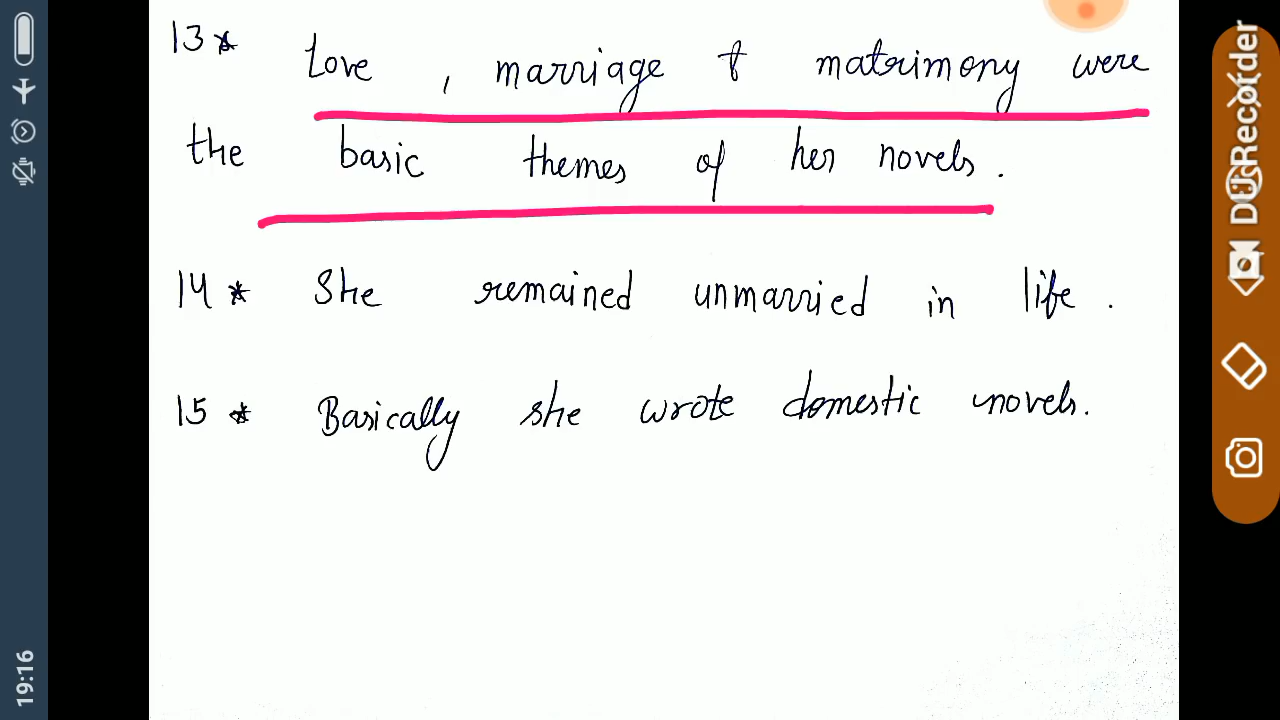 13* Love , marriage & matrimony were
the basic themes of her novels .
14 * She remained unmarried in life .
15 * Basically she wrote domestic novels.
19:16
DU Recorder